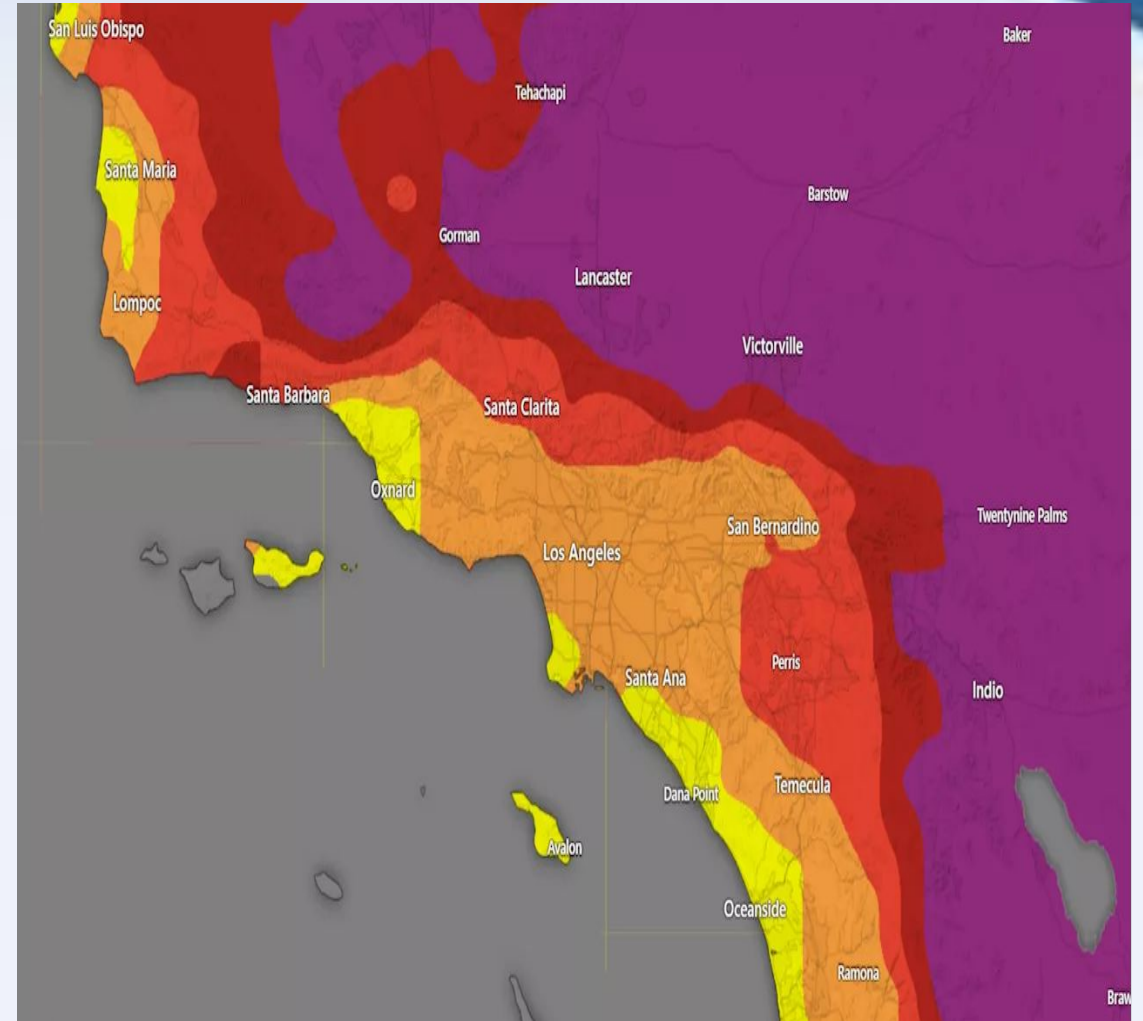 San Luis Obispo
Baker
Tehachapi
Santa Maria
Barstow
Gorman
Lancaster
Lompoc
Victorville
Santa Barbara
Santa Clarita
Oxnard
Twentynine Palms
San Bernardino
Los Angeles
Perris
Santa Ana
Indio
Temecula
Dana Point
Avalon
Oceanside
Ramona
Braw